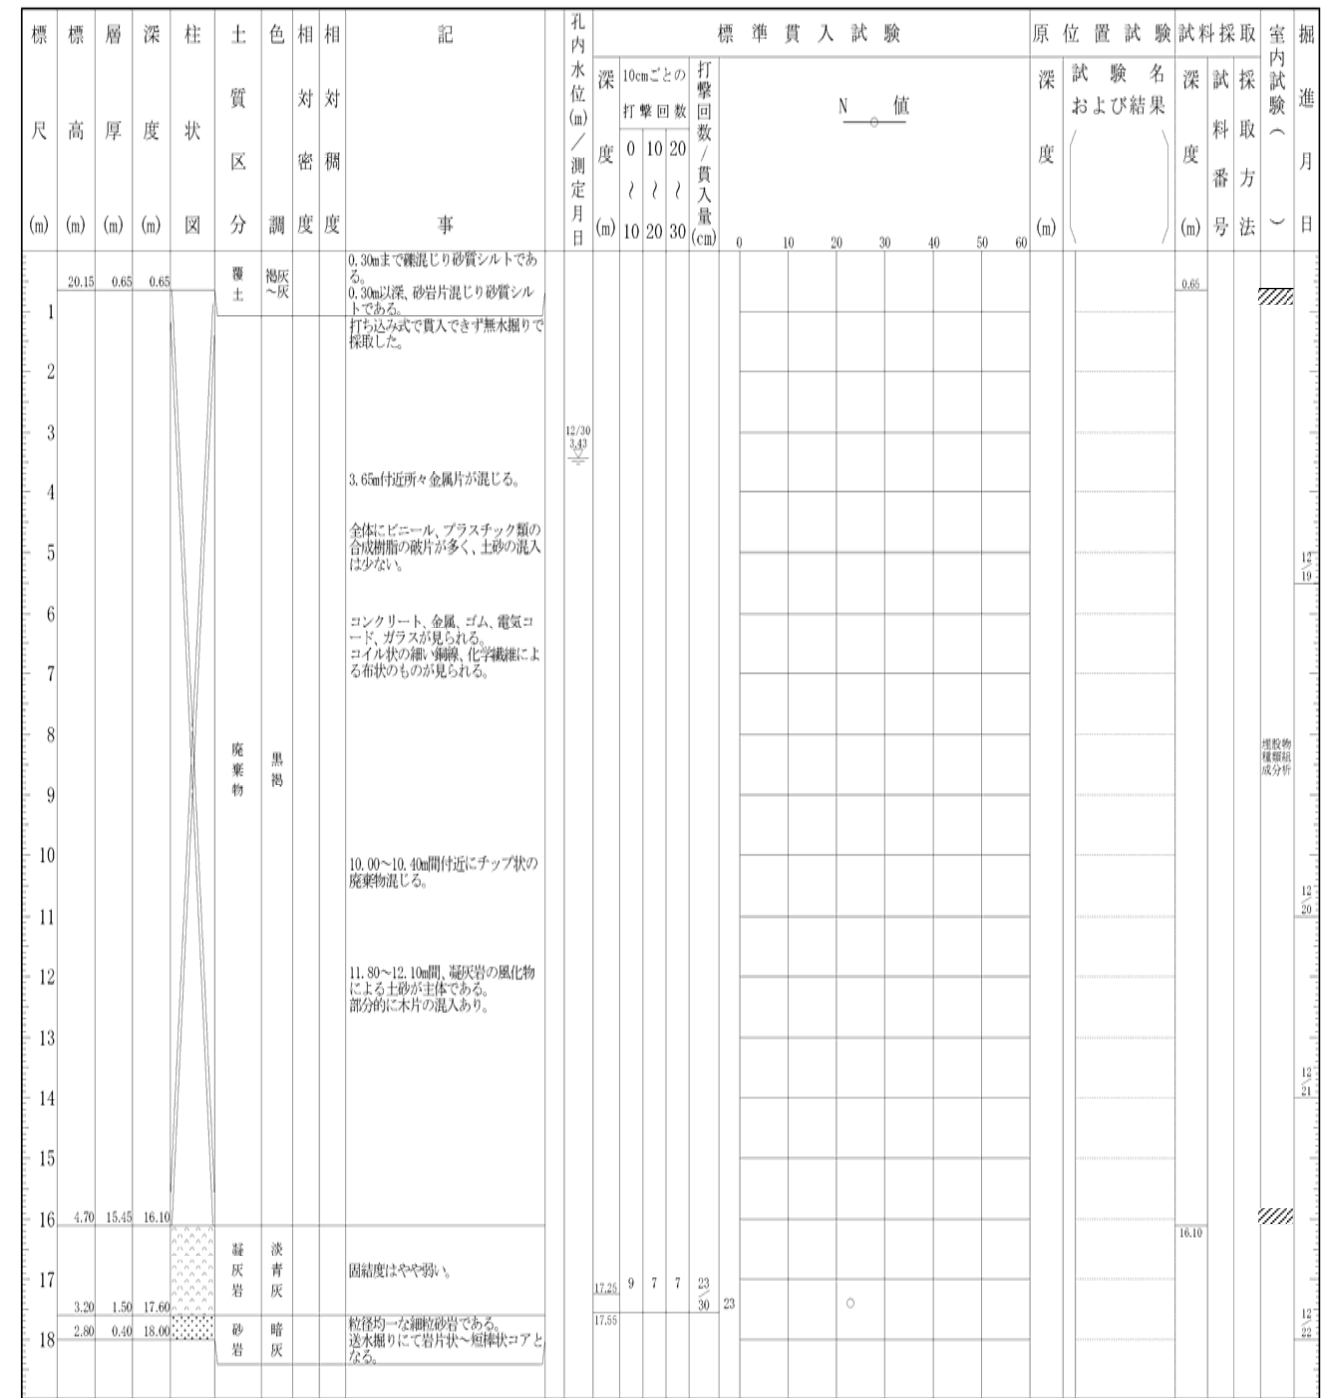 標尺(m)
標高(m)
層厚(m)
深度(m)
柱状図
土質区分
色調
相対密度
相対稠度
記事
孔内水位(m)/測定月日
標準貫入試験
深度(m)
10cmごとの
打撃回数
0〜10
10〜20
20〜30
打撃回数/貫入量(cm)
N 値
0 10 20 30 40 50 60
原位置試験
深度(m)
試験名
および結果
試料採取
深度(m)
試料番号
採取方法
室内試験( )
掘進月日
20.15 0.65 0.65
覆土
褐灰
〜灰
0.30mまで礫混じり砂質シルトであ
る。
0.30m以深、砂岩片混じり砂質シル
トである。
0.65
1
打ち込み式で貫入できず無水掘りで
採取した。
2
3
12/30
3.43
3.65m付近所々金属片が混じる。
4
全体にビニール、プラスチック類の
合成樹脂の破片が多く、土砂の混入
は少ない。
5
12/19
6
コンクリート、金属、ゴム、電気コ
ード、ガラスが見られる。
コイル状の細い銅線、化学繊維によ
る布状のものが見られる。
7
8
廃棄物
黒褐
埋設物
種類組
成分析
9
10
10.00〜10.40m間付近にチップ状の
廃棄物混じる。
12/20
11
12
11.80〜12.10m間、凝灰岩の風化物
による土砂が主体である。
部分的に木片の混入あり。
13
12/21
14
15
16
4.70 15.45 16.10
16.10
凝灰岩
淡青灰
固結度はやや弱い。
17
17.25 9 7 7 23/30 23
17.55
3.20 1.50 17.60
12/22
18
2.80 0.40 18.00
砂岩
暗灰
粒径均一な細粒砂岩である。
送水掘りにて岩片状〜短棒状コアと
なる。